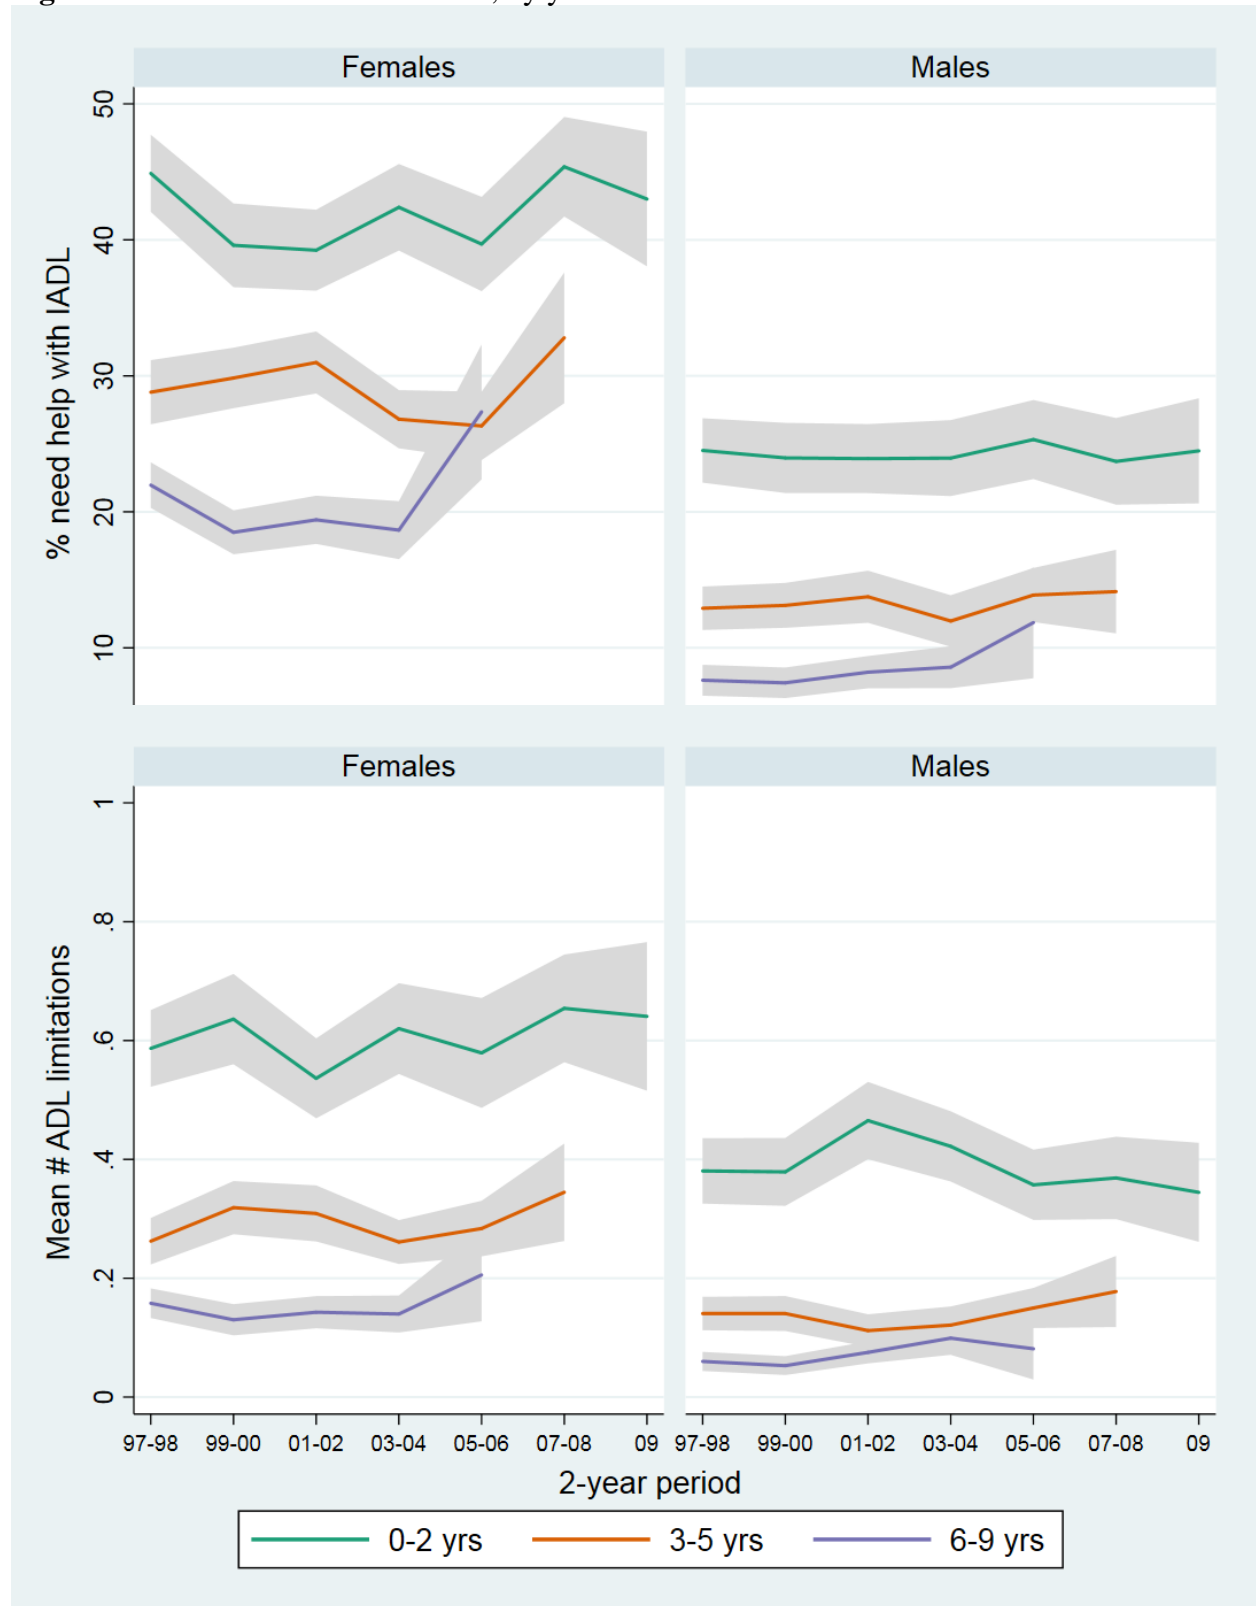 Females Males
50
40
30
20
10
% need help with IADL
Females Males
1
.8
.6
.4
.2
0
Mean # ADL limitations
97-98 99-00 01-02 03-04 05-06 07-08 09 97-98 99-00 01-02 03-04 05-06 07-08 09
2-year period
0-2 yrs 3-5 yrs 6-9 yrs